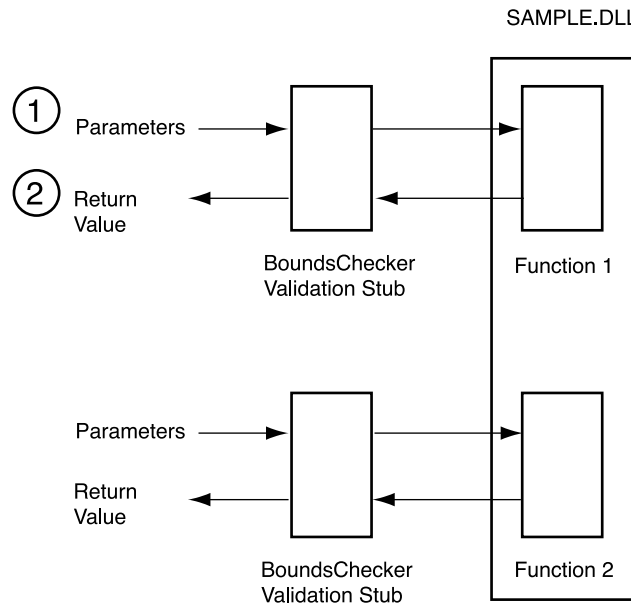 SAMPLE.DLL
1 Parameters
2 Return
Value
BoundsChecker
Validation Stub
Function 1
Parameters
Return
Value
BoundsChecker
Validation Stub
Function 2